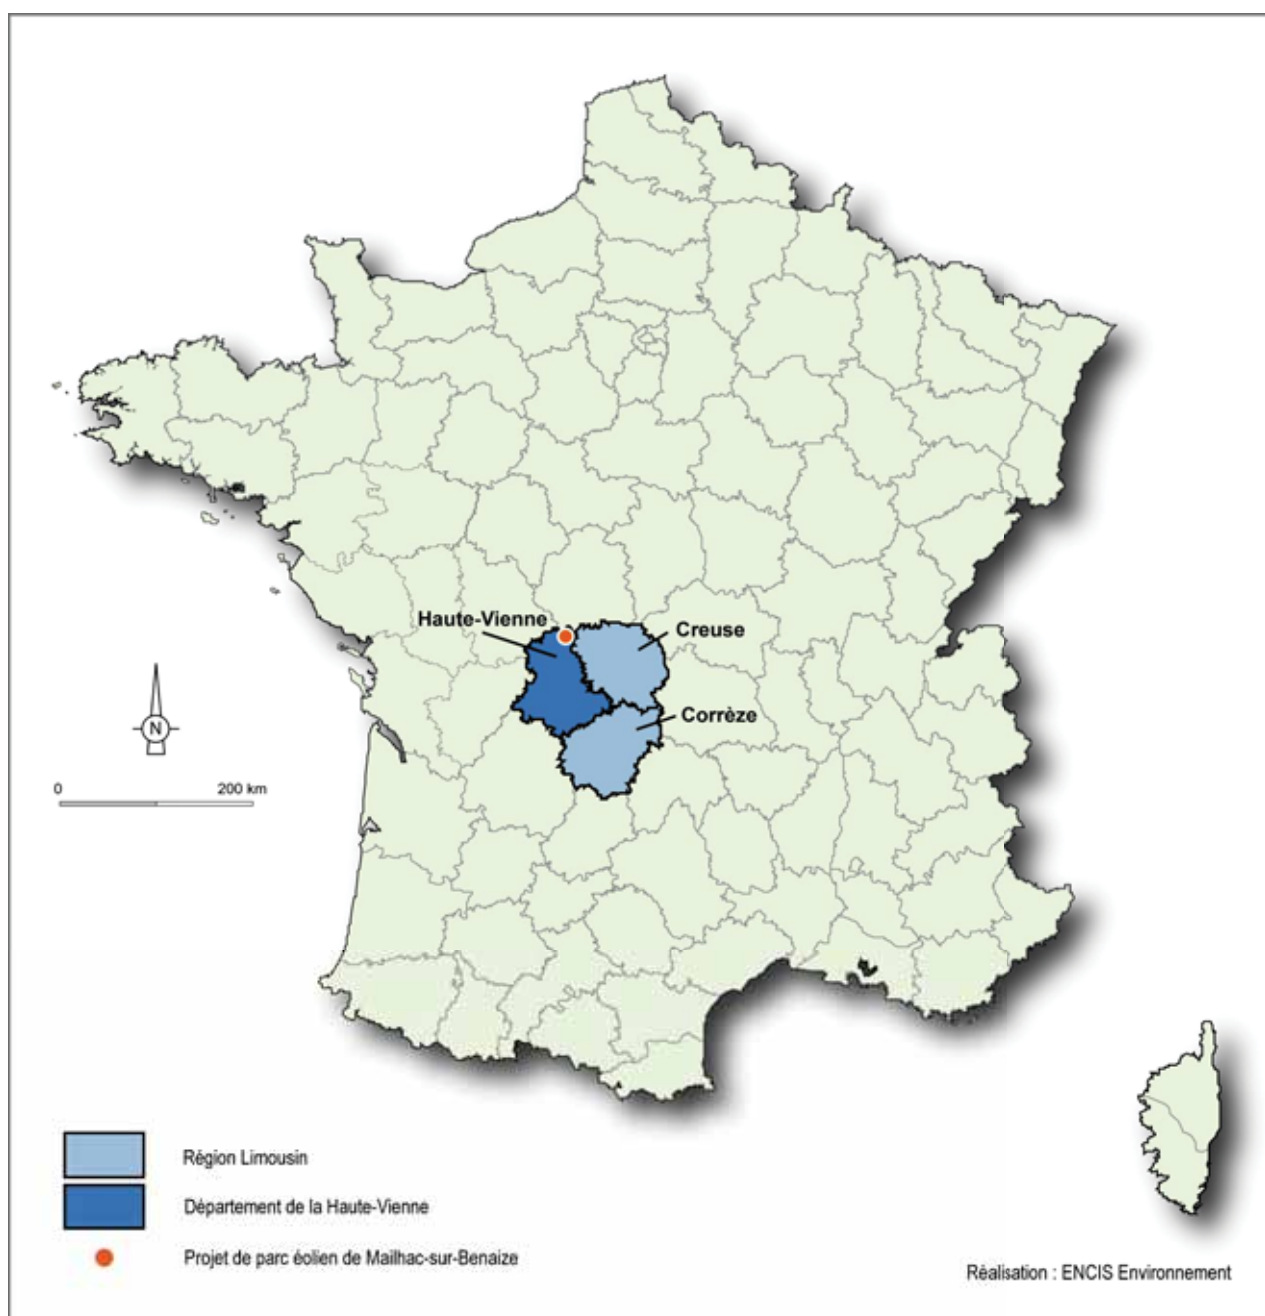 Haute-Vienne
Creuse
Corrèze
N
0 200 km
Région Limousin
Département de la Haute-Vienne
Projet de parc éolien de Mailhac-sur-Benaize
Réalisation : ENCIS Environnement